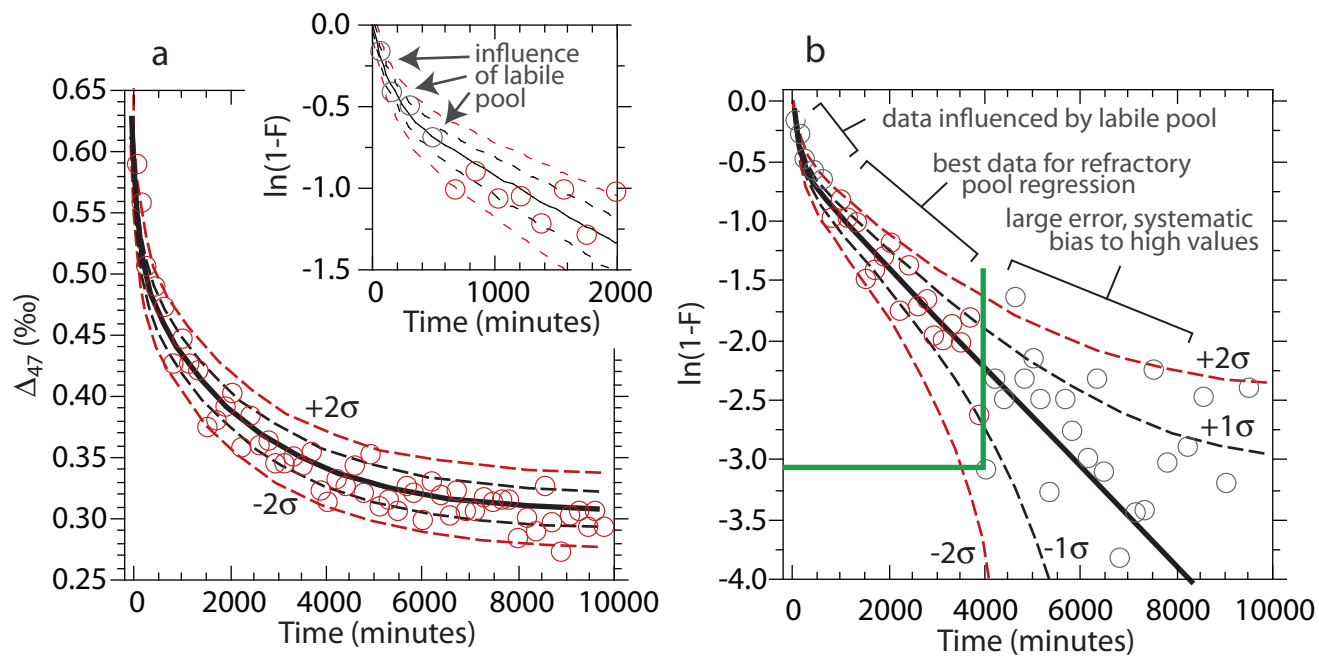 a
0.65
0.60
0.55
0.50
0.45
0.40
0.35
0.30
0.25
Δ47 (‰)
0
2000
4000
6000
8000
10000
Time (minutes)
+2σ
-2σ
0.0
-0.5
-1.0
-1.5
ln(1-F)
influence
of labile
pool
0
1000
2000
Time (minutes)
b
0.0
-0.5
-1.0
-1.5
-2.0
-2.5
-3.0
-3.5
-4.0
ln(1-F)
data influenced by labile pool
best data for refractory
pool regression
large error, systematic
bias to high values
+2σ
+1σ
-1σ
-2σ
0
2000
4000
6000
8000
10000
Time (minutes)